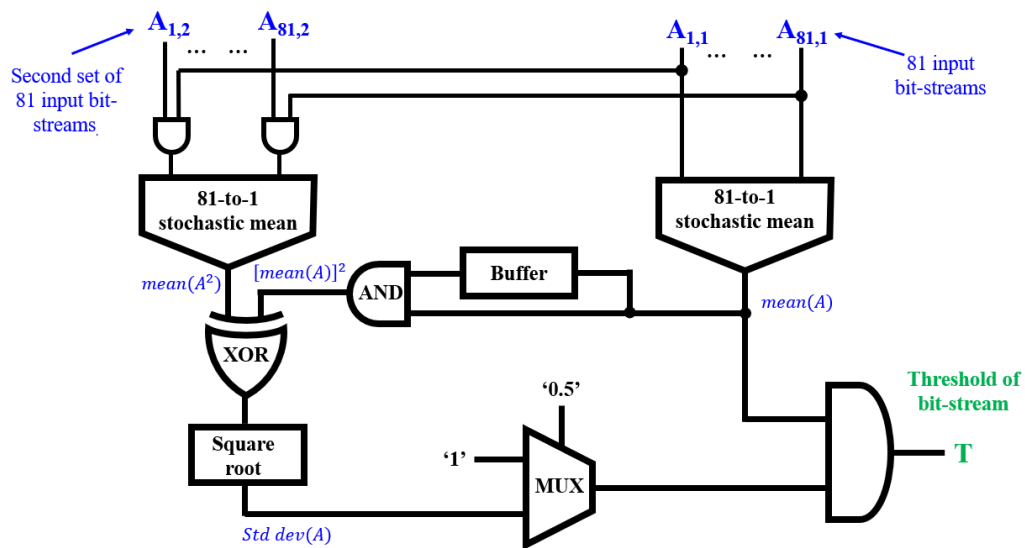 A1,2
... ...
A81,2
A1,1
... ...
A81,1
Second set of
81 input bit-
streams
81 input
bit-streams
81-to-1
stochastic mean
81-to-1
stochastic mean
mean(A²)
[mean(A)]²
AND
Buffer
mean(A)
XOR
Square
root
Std dev(A)
‘0.5’
‘1’
MUX
Threshold of
bit-stream
T